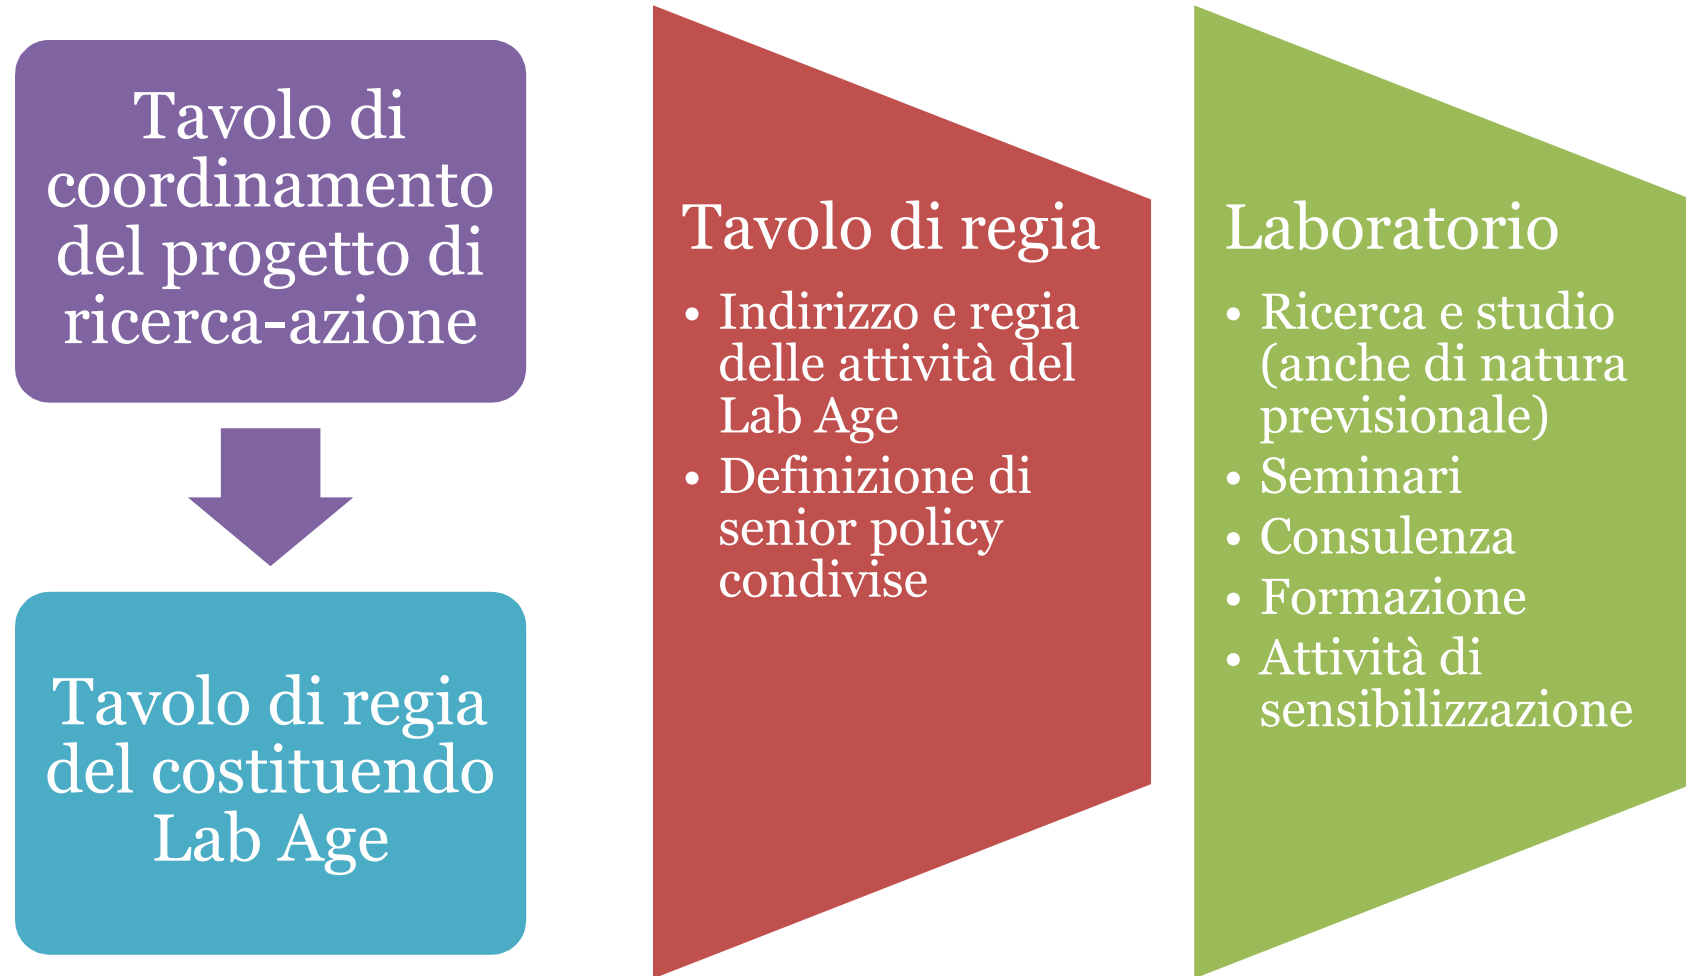 Tavolo di
coordinamento
del progetto di
ricerca-azione
Tavolo di regia
del costituendo
Lab Age
Tavolo di regia
• Indirizzo e regia
delle attività del
Lab Age
• Definizione di
senior policy
condivise
Laboratorio
• Ricerca e studio
(anche di natura
previsionale)
• Seminari
• Consulenza
• Formazione
• Attività di
sensibilizzazione